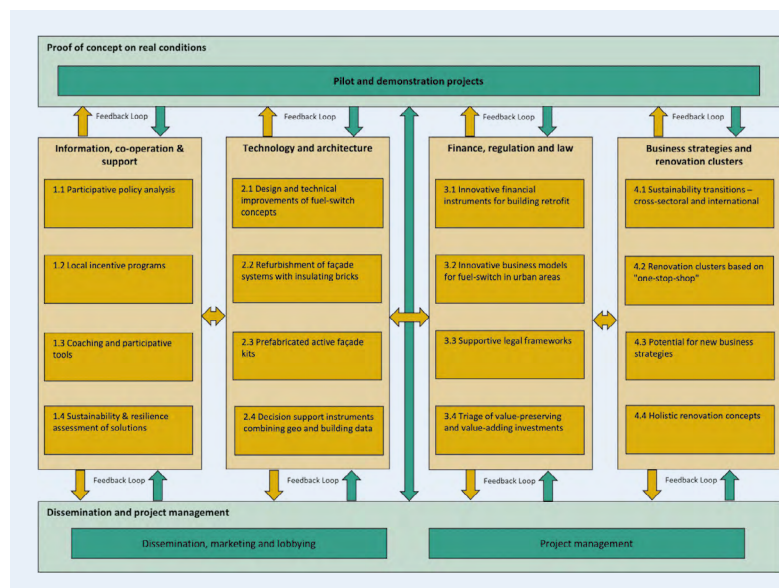 Proof of concept on real conditions
Pilot and demonstration projects
Feedback Loop
Feedback Loop
Feedback Loop
Feedback Loop
Information, co-operation &
support
1.1 Participative policy analysis
1.2 Local incentive programs
1.3 Coaching and participative
tools
1.4 Sustainability & resilience
assessment of solutions
Technology and architecture
2.1 Design and technical
improvements of fuel-switch
concepts
2.2 Refurbishment of façade
systems with insulating bricks
2.3 Prefabricated active façade
kits
2.4 Decision support instruments
combining geo and building data
Finance, regulation and law
3.1 Innovative financial
instruments for building retrofit
3.2 Innovative business models
for fuel-switch in urban areas
3.3 Supportive legal frameworks
3.4 Triage of value-preserving
and value-adding investments
Business strategies and
renovation clusters
4.1 Sustainability transitions –
cross-sectoral and international
4.2 Renovation clusters based on
"one-stop-shop"
4.3 Potential for new business
strategies
4.4 Holistic renovation concepts
Feedback Loop
Feedback Loop
Feedback Loop
Feedback Loop
Dissemination and project management
Dissemination, marketing and lobbying
Project management